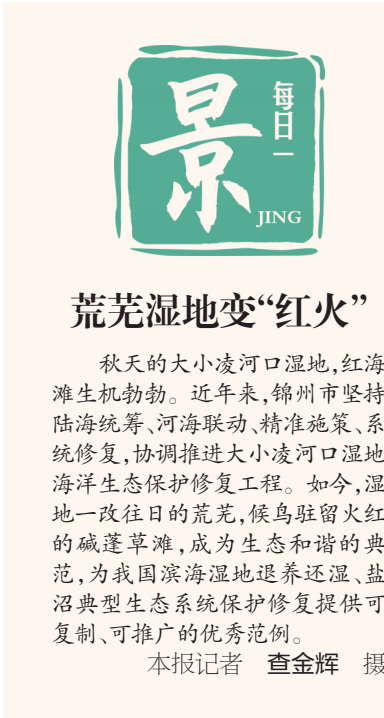 每日一
景
JING
荒芜湿地变“红火”
秋天的大小凌河口湿地,红海
滩生机勃勃。近年来,锦州市坚持
陆海统筹、河海联动、精准施策、系
统修复,协调推进大小凌河口湿地
海洋生态保护修复工程。如今,湿
地一改往日的荒芜,候鸟驻留火红
的碱蓬草滩,成为生态和谐的典
范,为我国滨海湿地退养还湿、盐
沼典型生态系统保护修复提供可
复制、可推广的优秀范例。
本报记者 查金辉 摄